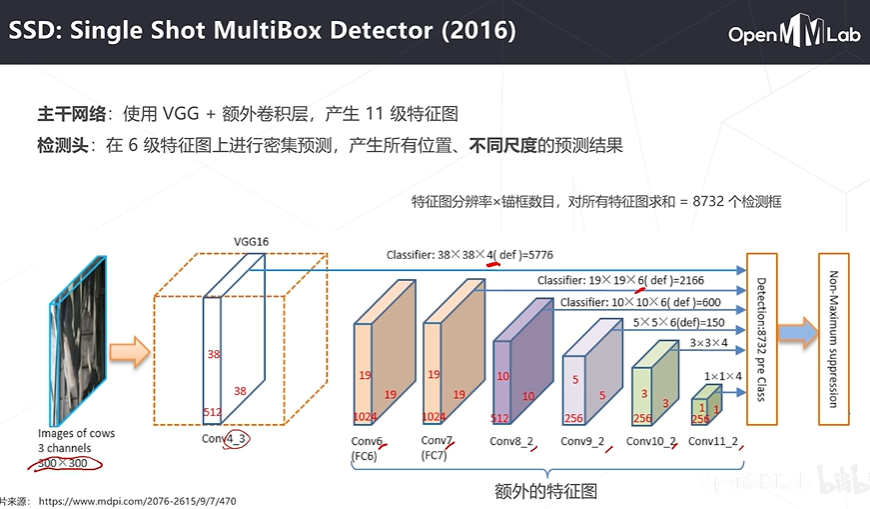 SSD: Single Shot MultiBox Detector (2016)
OpenMMLab
主干网络：使用 VGG + 额外卷积层，产生 11 级特征图
检测头：在 6 级特征图上进行密集预测，产生所有位置、不同尺度的预测结果
特征图分辨率×锚框数目，对所有特征图求和 = 8732 个检测框
VGG16
Classifier: 38×38×4( def )=5776
Classifier: 19×19×6( def )=2166
Classifier: 10×10×6( def )=600
5×5×6(def)=150
3×3×4
1×1×4
Detection:8732 pre Class
Non-Maximum suppression
38
38
512
19
19
1024
19
19
1024
10
10
512
5
5
256
3
3
256
1
1
256
Images of cows
3 channels
300×300
Conv4_3
Conv6
(FC6)
Conv7
(FC7)
Conv8_2
Conv9_2
Conv10_2
Conv11_2
额外的特征图
片来源： https://www.mdpi.com/2076-2615/9/7/470
bilibili